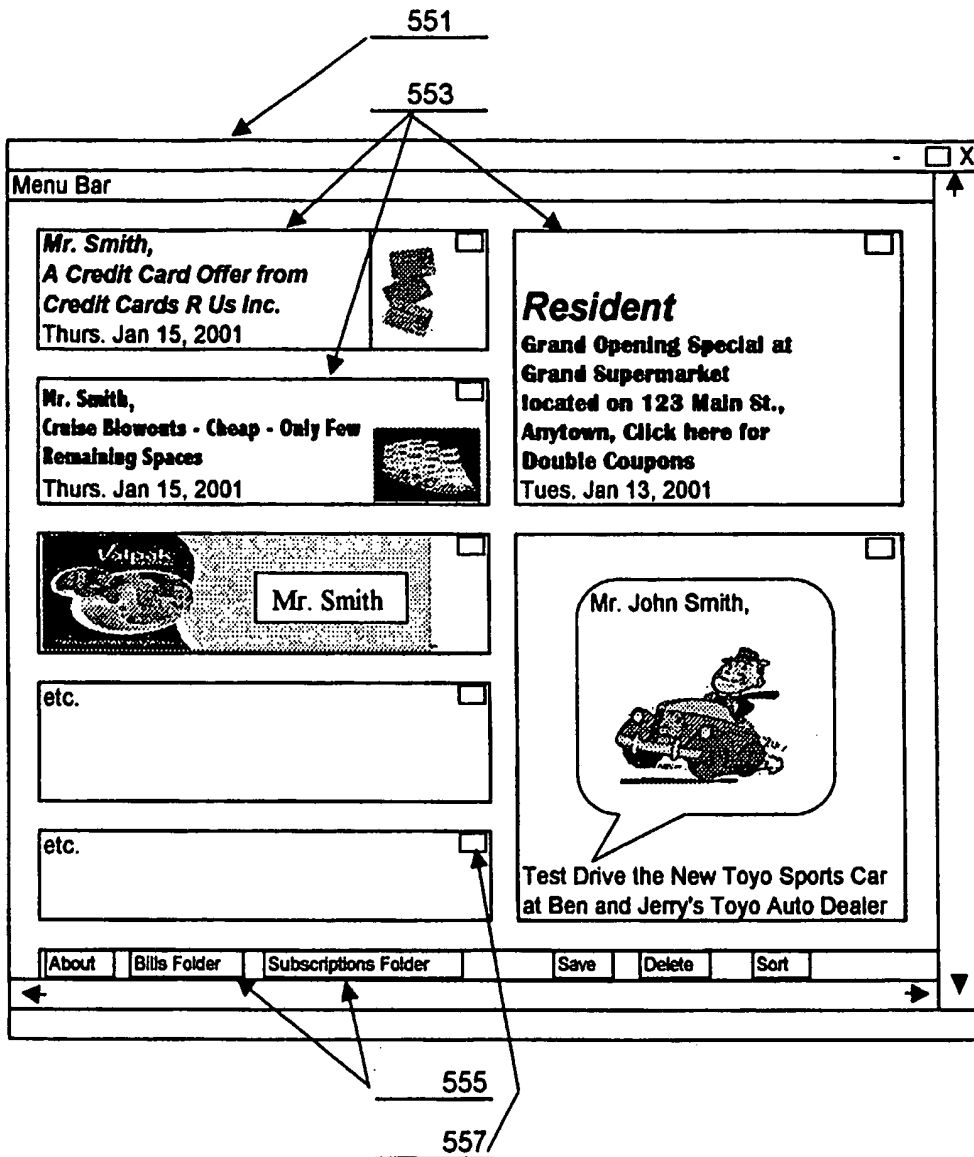 551
553
- X
Menu Bar
Mr. Smith,
A Credit Card Offer from
Credit Cards R Us Inc.
Thurs. Jan 15, 2001
Resident
Grand Opening Special at
Grand Supermarket
located on 123 Main St.,
Anytown, Click here for
Double Coupons
Tues. Jan 13, 2001
Mr. Smith,
Cruise Blowouts - Cheap - Only Few
Remaining Spaces
Thurs. Jan 15, 2001
Valpak
Mr. Smith
Mr. John Smith,
Test Drive the New Toyo Sports Car
at Ben and Jerry's Toyo Auto Dealer
etc.
etc.
About Bills Folder Subscriptions Folder Save Delete Sort
555
557